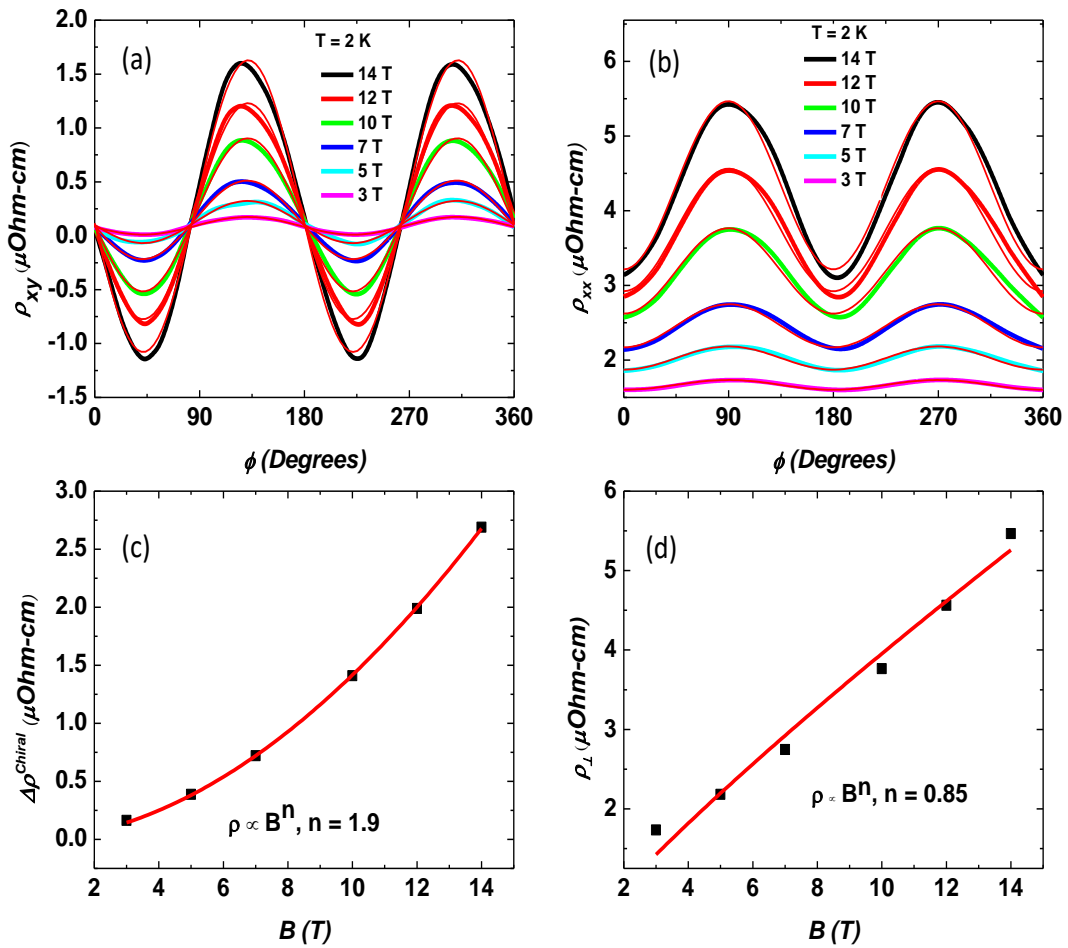 (a)
T = 2 K
14 T
12 T
10 T
7 T
5 T
3 T
2.0
1.5
1.0
0.5
0.0
-0.5
-1.0
-1.5
ρxy (μOhm-cm)
0 90 180 270 360
ϕ (Degrees)
(b)
T = 2 K
14 T
12 T
10 T
7 T
5 T
3 T
6
5
4
3
2
ρxx (μOhm-cm)
0 90 180 270 360
ϕ (Degrees)
(c)
3.0
2.5
2.0
1.5
1.0
0.5
0.0
Δρ^Chiral (μOhm-cm)
ρ ∝ B^n, n = 1.9
2 4 6 8 10 12 14
B (T)
(d)
6
5
4
3
2
ρ⊥ (μOhm-cm)
ρ ∝ B^n, n = 0.85
2 4 6 8 10 12 14
B (T)